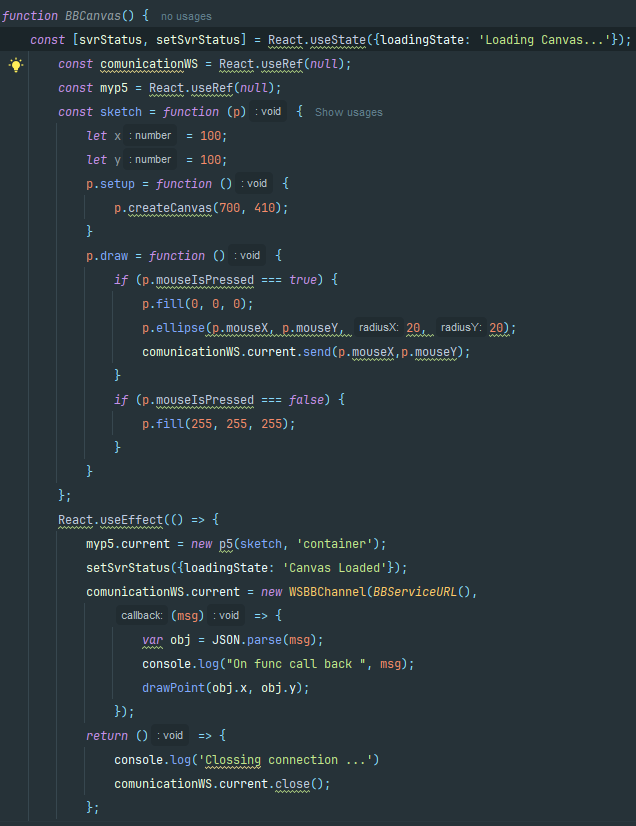 function BBCanvas() { no usages
const [svrStatus, setSvrStatus] = React.useState({loadingState: 'Loading Canvas...'});
const comunicationWS = React.useRef(null);
const myp5 = React.useRef(null);
const sketch = function (p) : void { Show usages
let x : number = 100;
let y : number = 100;
p.setup = function () : void {
p.createCanvas(700, 410);
}
p.draw = function () : void {
if (p.mouseIsPressed === true) {
p.fill(0, 0, 0);
p.ellipse(p.mouseX, p.mouseY, radiusX: 20, radiusY: 20);
comunicationWS.current.send(p.mouseX,p.mouseY);
}
if (p.mouseIsPressed === false) {
p.fill(255, 255, 255);
}
}
};
React.useEffect(() => {
myp5.current = new p5(sketch, 'container');
setSvrStatus({loadingState: 'Canvas Loaded'});
comunicationWS.current = new WSBBChannel(BBServiceURL(),
callback: (msg) : void => {
var obj = JSON.parse(msg);
console.log("On func call back ", msg);
drawPoint(obj.x, obj.y);
});
return () : void => {
console.log('Clossing connection ...')
comunicationWS.current.close();
};